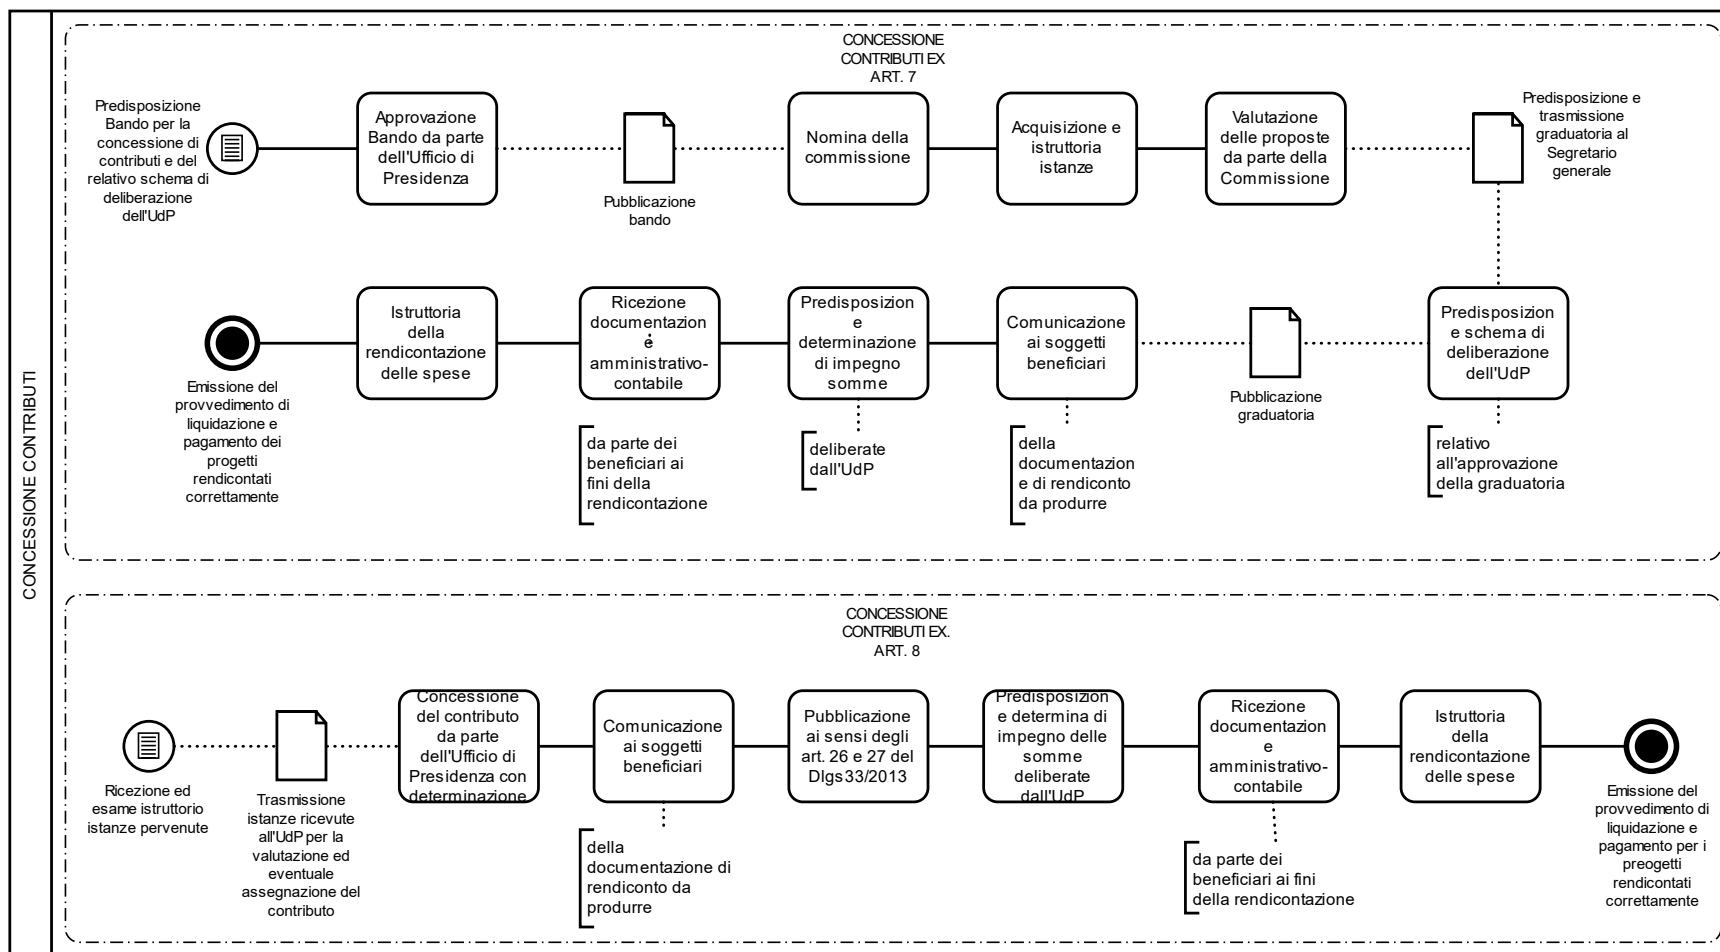 CONCESSIONE CONTRIBUTI
CONCESSIONE
CONTRIBUTI EX
ART. 7
Predisposizione
Bando per la
concessione di
contributi e del
relativo schema di
deliberazione
dell'UdP
Approvazione
Bando da parte
dell'Ufficio di
Presidenza
Pubblicazione
bando
Nomina della
commissione
Acquisizione e
istruttoria
istanze
Valutazione
delle proposte
da parte della
Commissione
Predisposizione e
trasmissione
graduatoria al
Segretario
generale
Emissione del
provvedimento di
liquidazione e
pagamento dei
progetti
rendicontati
correttamente
Istruttoria
della
rendicontazione
delle spese
Ricezione
documentazion
e
amministrativo-
contabile
da parte dei
beneficiari ai
fini della
rendicontazione
Predisposizion
e
determinazione
di impegno
somme
deliberate
dall'UdP
Comunicazione
ai soggetti
beneficiari
della
documentazion
e di rendiconto
da produrre
Pubblicazione
graduatoria
Predisposizion
e schema di
deliberazione
dell'UdP
relativo
all'approvazione
della graduatoria
CONCESSIONE
CONTRIBUTI EX.
ART. 8
Ricezione ed
esame istruttorio
istanze pervenute
Trasmissione
istanze ricevute
all'UdP per la
valutazione ed
eventuale
assegnazione del
contributo
Concessione
del contributo
da parte
dell'Ufficio di
Presidenza con
determinazione
Comunicazione
ai soggetti
beneficiari
della
documentazione di
rendiconto da
produrre
Pubblicazione
ai sensi degli
art. 26 e 27 del
Dlgs33/2013
Predisposizion
e determina di
impegno delle
somme
deliberate
dall'UdP
Ricezione
documentazion
e
amministrativo-
contabile
da parte dei
beneficiari ai fini
della rendicontazione
Istruttoria
della
rendicontazione
delle spese
Emissione del
provvedimento di
liquidazione e
pagamento per i
preogetti
rendicontati
correttamente